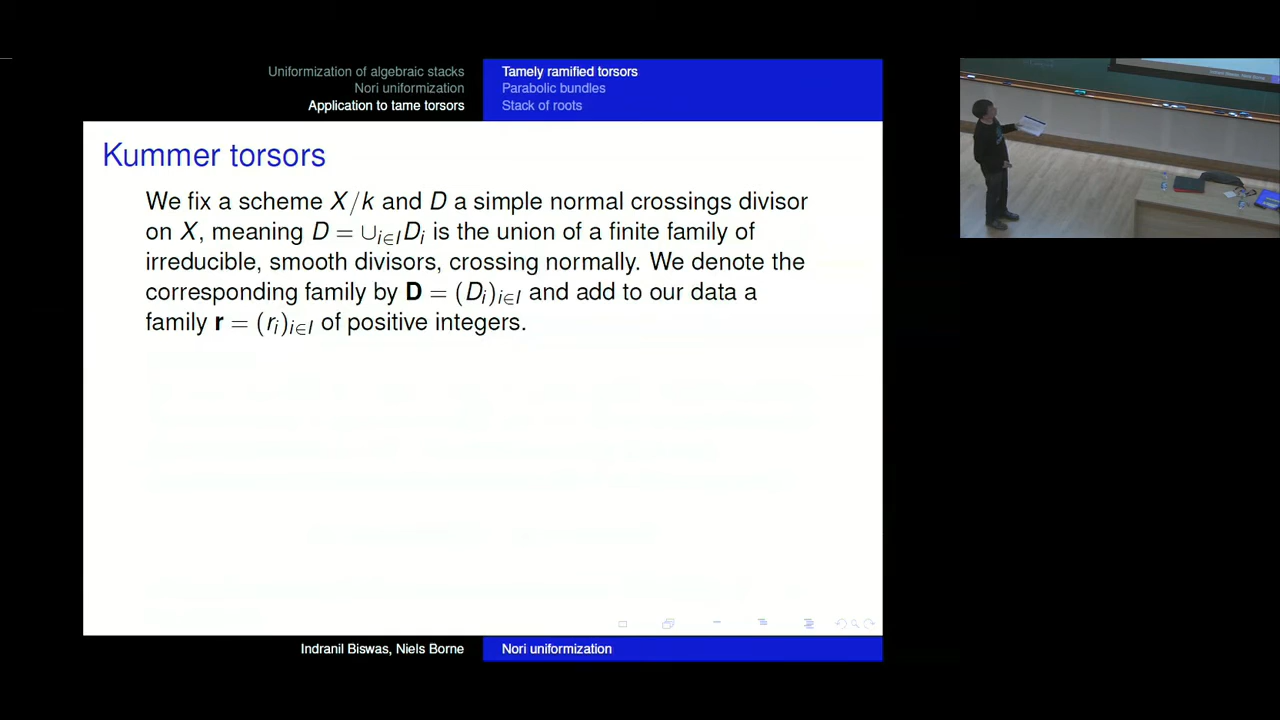 Uniformization of algebraic stacks
Nori uniformization
Application to tame torsors
Tamely ramified torsors
Parabolic bundles
Stack of roots
Kummer torsors
We fix a scheme X/k and D a simple normal crossings divisor
on X, meaning D = ∪_{i∈I}D_i is the union of a finite family of
irreducible, smooth divisors, crossing normally. We denote the
corresponding family by **D** = (D_i)_{i∈I} and add to our data a
family **r** = (r_i)_{i∈I} of positive integers.
Indranil Biswas, Niels Borne
Nori uniformization